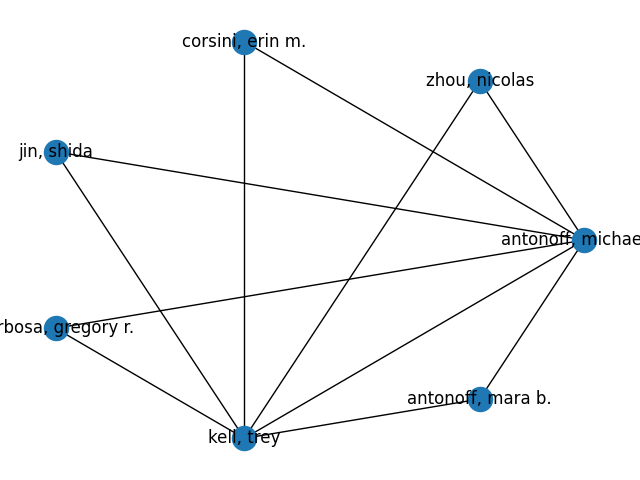 corsini, erin m.
zhou, nicolas
jin, shida
antonoff, michae
rbosa, gregory r.
antonoff, mara b.
kell, trey